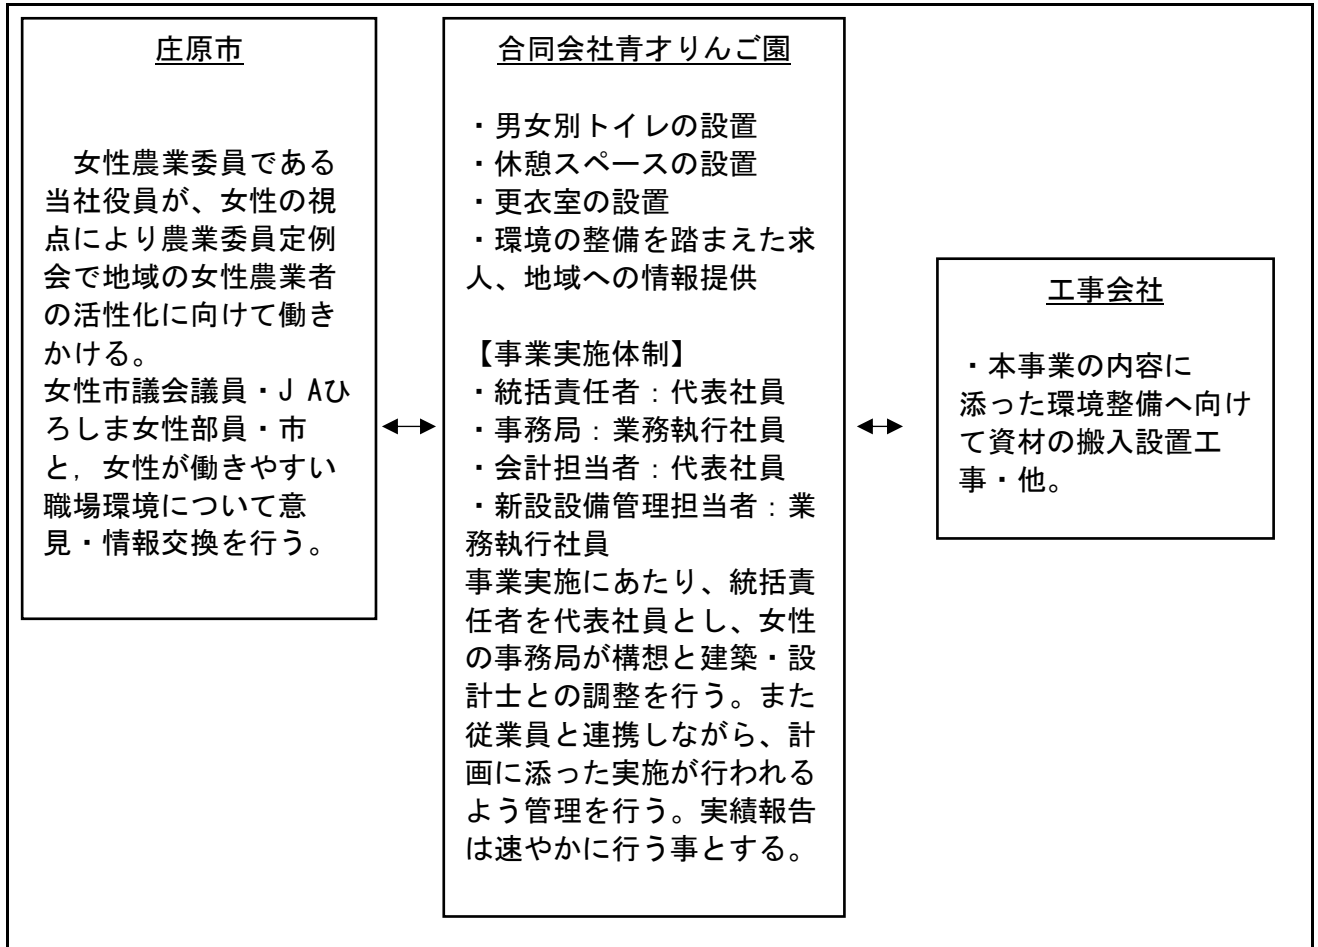 庄原市
女性農業委員である
当社役員が、女性の視
点により農業委員定例
会で地域の女性農業者
の活性化に向けて働き
かける。
女性市議会議員・ＪＡひ
ろしま女性部員・市
と，女性が働きやすい
職場環境について意
見・情報交換を行う。
合同会社青才りんご園
・男女別トイレの設置
・休憩スペースの設置
・更衣室の設置
・環境の整備を踏まえた求
人、地域への情報提供
【事業実施体制】
・統括責任者：代表社員
・事務局：業務執行社員
・会計担当者：代表社員
・新設設備管理担当者：業
務執行社員
事業実施にあたり、統括責
任者を代表社員とし、女性
の事務局が構想と建築・設
計士との調整を行う。また
従業員と連携しながら、計
画に添った実施が行われる
よう管理を行う。実績報告
は速やかに行う事とする。
工事会社
・本事業の内容に
添った環境整備へ向け
て資材の搬入設置工
事・他。